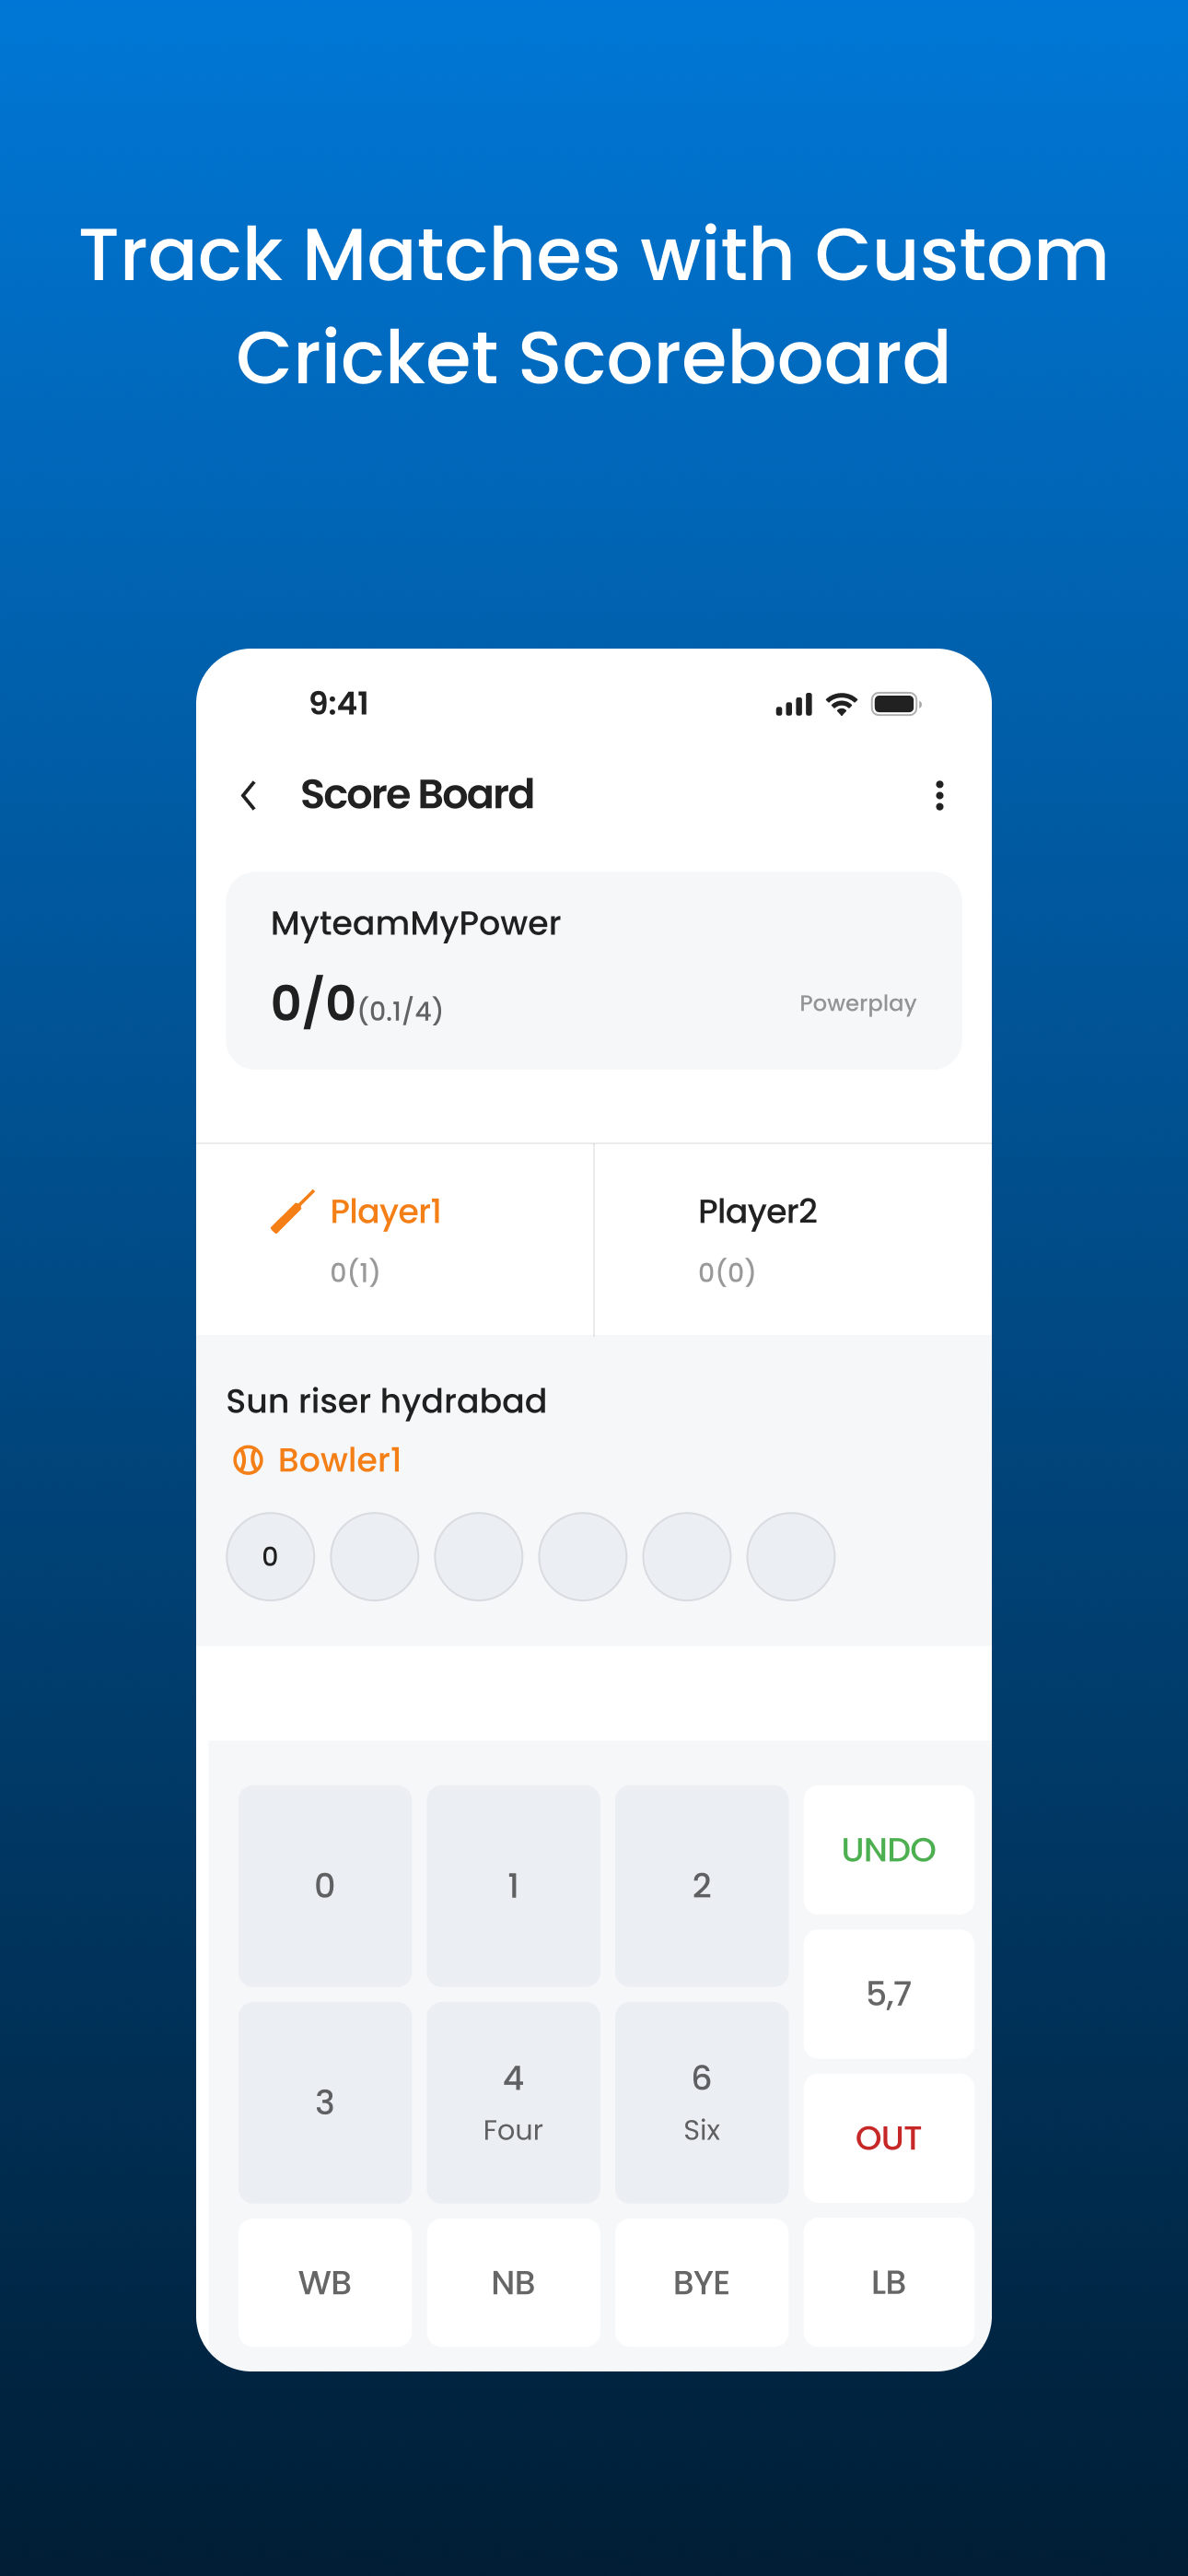 Track Matches with Custom
Cricket Scoreboard
9:41
Score Board
MyteamMyPower
0/0(0.1/4)
Powerplay
Player1
Player2
0(1)
0(0)
Sun riser hydrabad
Bowler1
0
0
1
2
UNDO
5,7
3
4
Four
6
Six
OUT
WB
NB
BYE
LB